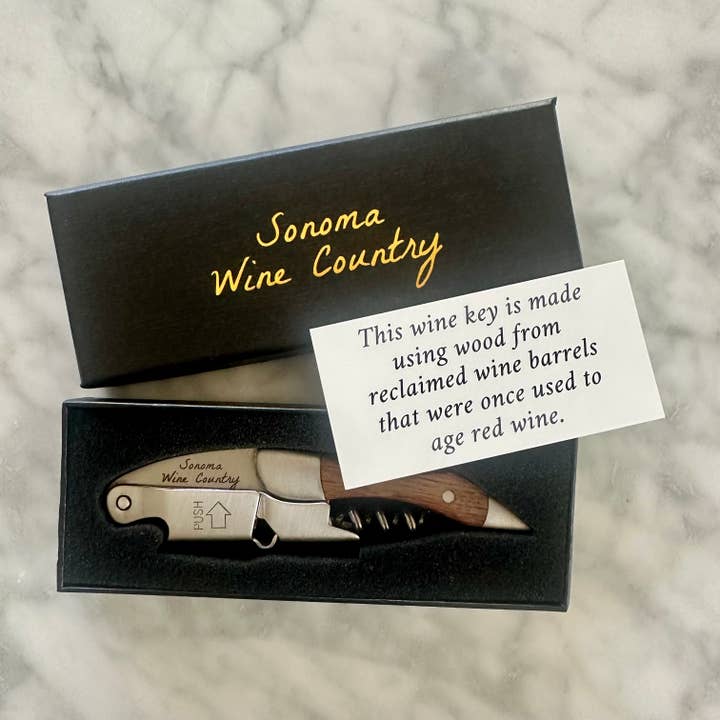 Sonoma
Wine Country
This wine key is made
using wood from
reclaimed wine barrels
that were once used to
age red wine.
Sonoma
Wine Country
PUSH